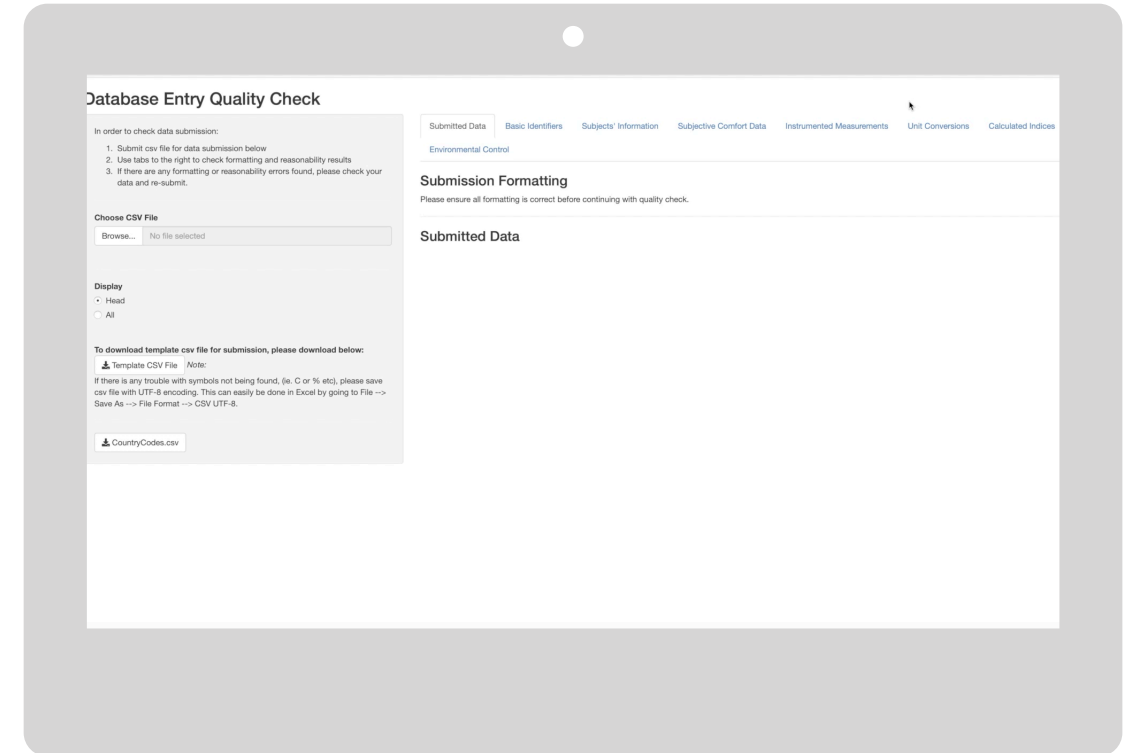 Database Entry Quality Check
In order to check data submission:
1. Submit csv file for data submission below
2. Use tabs to the right to check formatting and reasonability results
3. If there are any formatting or reasonability errors found, please check your
data and re-submit.
Choose CSV File
Browse... No file selected
Display
Head
All
To download template csv file for submission, please download below:
Template CSV File Note:
If there is any trouble with symbols not being found, (ie. C or % etc), please save
csv file with UTF-8 encoding. This can easily be done in Excel by going to File -->
Save As --> File Format --> CSV UTF-8.
CountryCodes.csv
Submitted Data Basic Identifiers Subjects' Information Subjective Comfort Data Instrumented Measurements Unit Conversions Calculated Indices
Environmental Control
Submission Formatting
Please ensure all formatting is correct before continuing with quality check.
Submitted Data